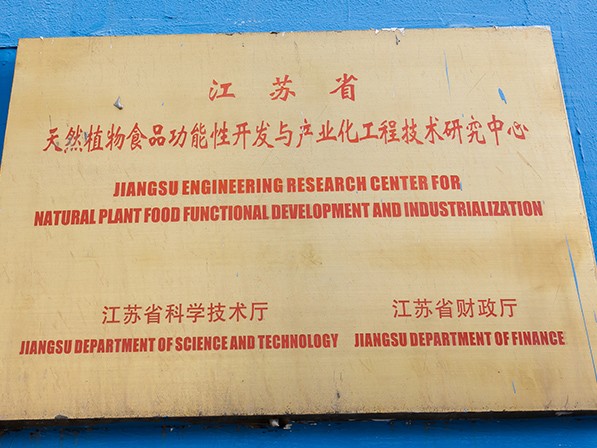 江苏省
天然植物食品功能性开发与产业化工程技术研究中心
JIANGSU ENGINEERING RESEARCH CENTER FOR
NATURAL PLANT FOOD FUNCTIONAL DEVELOPMENT AND INDUSTRIALIZATION
江苏省科学技术厅 江苏省财政厅
JIANGSU DEPARTMENT OF SCIENCE AND TECHNOLOGY JIANGSU DEPARTMENT OF FINANCE